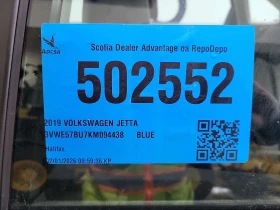 Scotia Dealer Advantage on RepoDepo
502552
2019 VOLKSWAGEN JETTA
3VWE57BU7KM094438 BLUE
Halifax